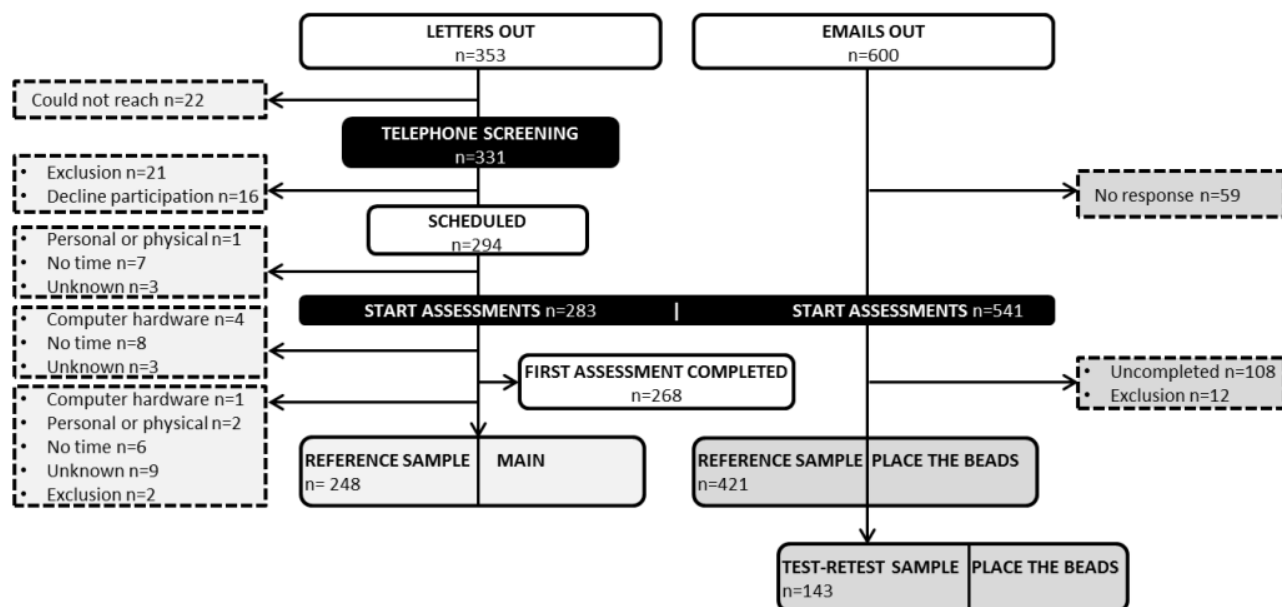 LETTERS OUT
n=353
EMAILS OUT
n=600
Could not reach n=22
TELEPHONE SCREENING
n=331
• Exclusion n=21
• Decline participation n=16
No response n=59
SCHEDULED
n=294
• Personal or physical n=1
• No time n=7
• Unknown n=3
START ASSESSMENTS n=283 | START ASSESSMENTS n=541
• Computer hardware n=4
• No time n=8
• Unknown n=3
FIRST ASSESSMENT COMPLETED
n=268
• Uncompleted n=108
• Exclusion n=12
• Computer hardware n=1
• Personal or physical n=2
• No time n=6
• Unknown n=9
• Exclusion n=2
REFERENCE SAMPLE MAIN
n= 248
REFERENCE SAMPLE PLACE THE BEADS
n=421
TEST-RETEST SAMPLE PLACE THE BEADS
n=143